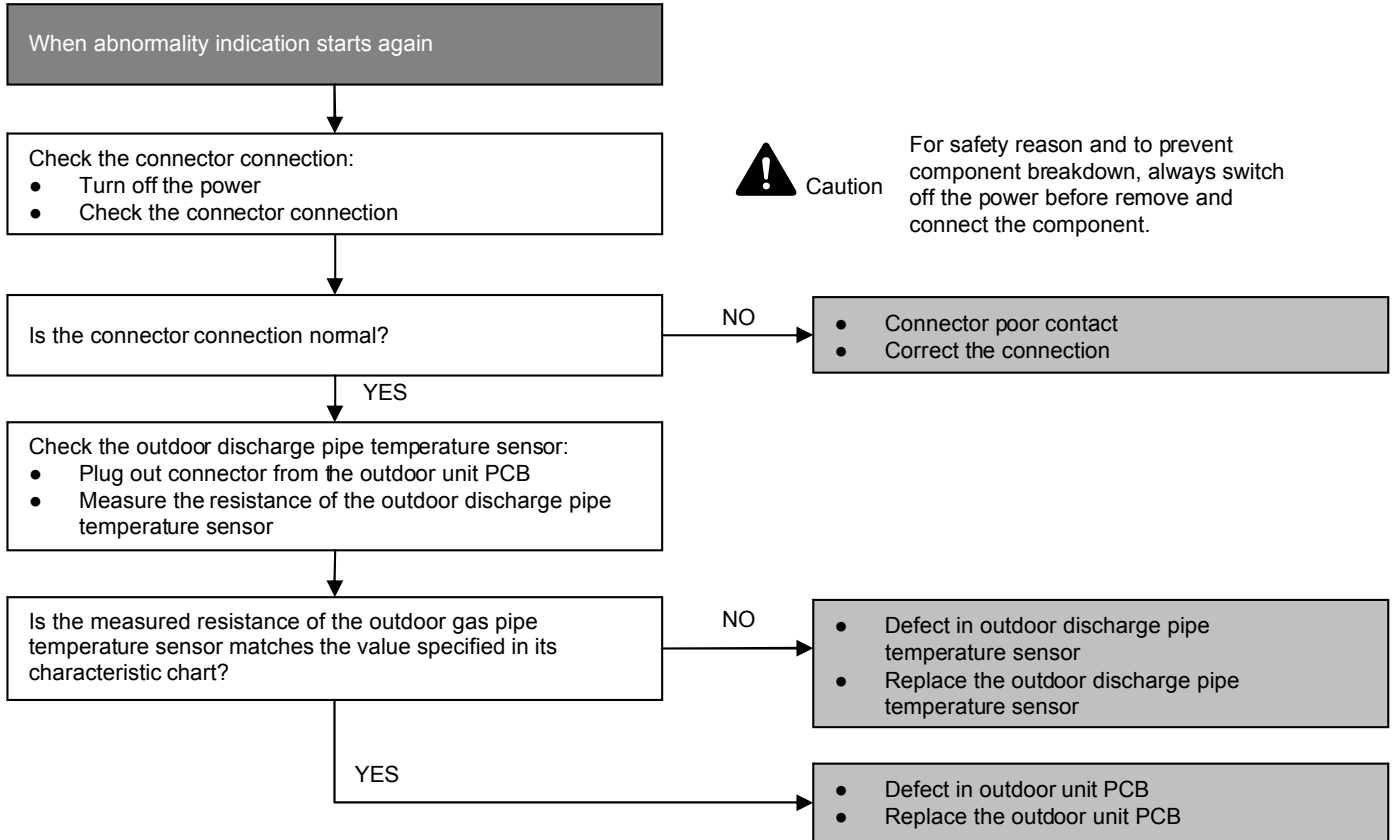 When abnormality indication starts again
Check the connector connection:
● Turn off the power
● Check the connector connection
Caution
For safety reason and to prevent
component breakdown, always switch
off the power before remove and
connect the component.
Is the connector connection normal?
NO
● Connector poor contact
● Correct the connection
YES
Check the outdoor discharge pipe temperature sensor:
● Plug out connector from the outdoor unit PCB
● Measure the resistance of the outdoor discharge pipe
temperature sensor
Is the measured resistance of the outdoor gas pipe
temperature sensor matches the value specified in its
characteristic chart?
NO
● Defect in outdoor discharge pipe
temperature sensor
● Replace the outdoor discharge pipe
temperature sensor
YES
● Defect in outdoor unit PCB
● Replace the outdoor unit PCB